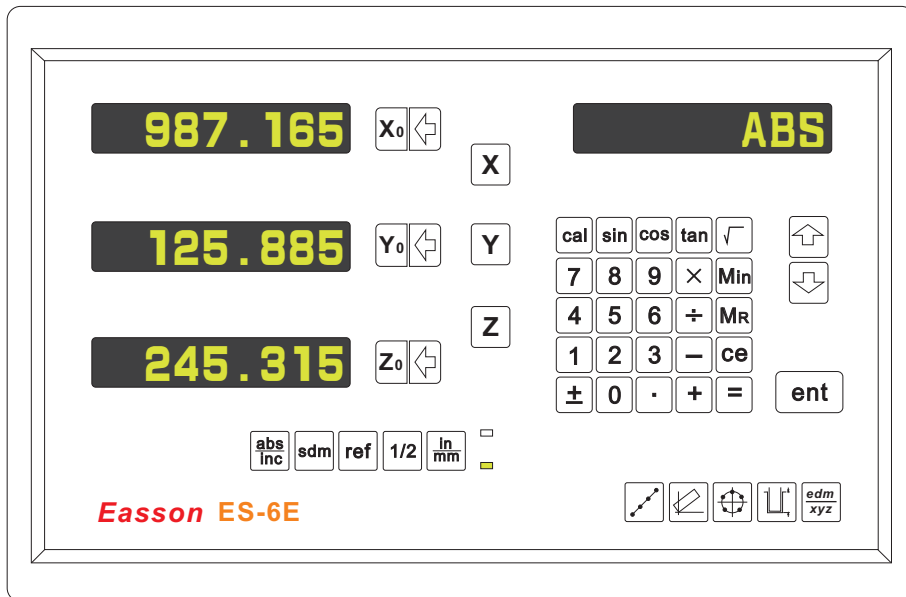 987.165 X0 ABS
X
125.885 Y0 Y
cal sin cos tan √
7 8 9 × Min
Z
4 5 6 ÷ MR
245.315 Z0
1 2 3 − ce
± 0 · + = ent
abs/inc sdm ref 1/2 in/mm
Easson ES-6E
edm/xyz